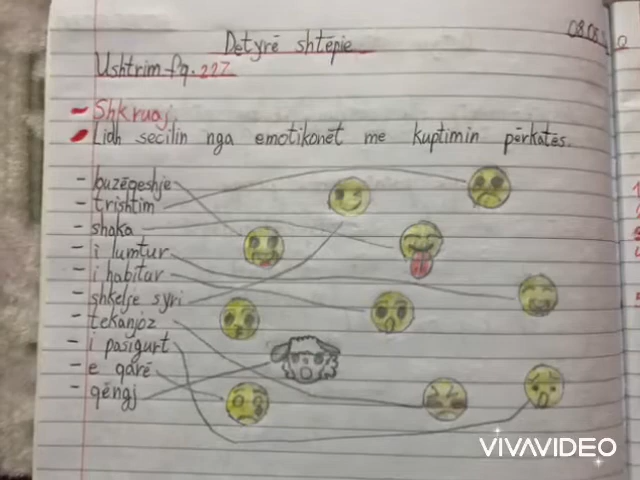 Detyrë shtëpie
08.05
Ushtrim fq. 227
- Shkruaj
- Lidh secilin nga emotikonët me kuptimin përkatës.
- buzëqeshje
- trishtim
- shaka
- i lumtur
- i habitur
- shkelje syri
- tekanjoz
- i pasigurt
- e qarë
- qengj
VIVAVIDEO